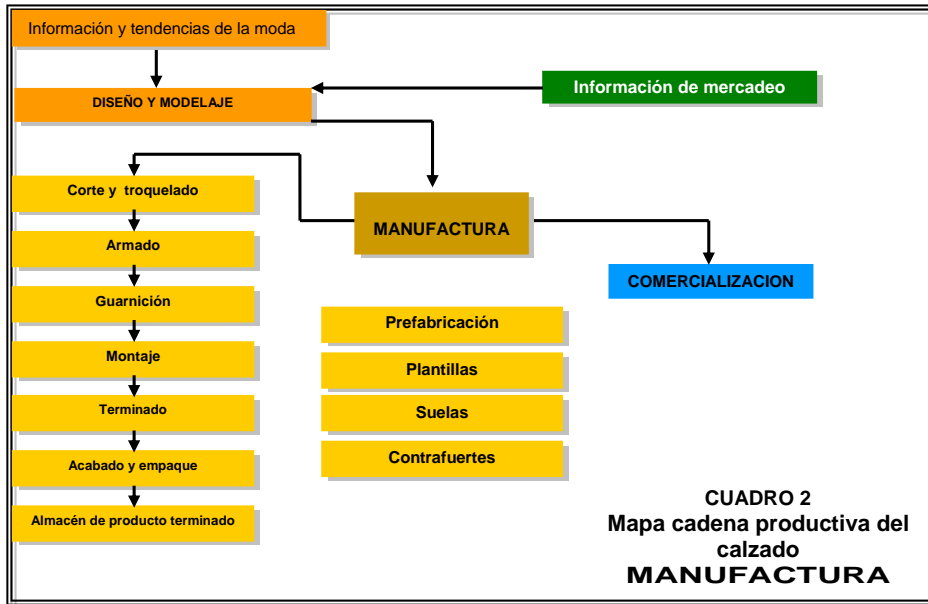 Información y tendencias de la moda
DISEÑO Y MODELAJE
Información de mercadeo
Corte y troquelado
Armado
Guarnición
Montaje
Terminado
Acabado y empaque
Almacén de producto terminado
MANUFACTURA
COMERCIALIZACION
Prefabricación
Plantillas
Suelas
Contrafuertes
CUADRO 2
Mapa cadena productiva del
calzado
MANUFACTURA